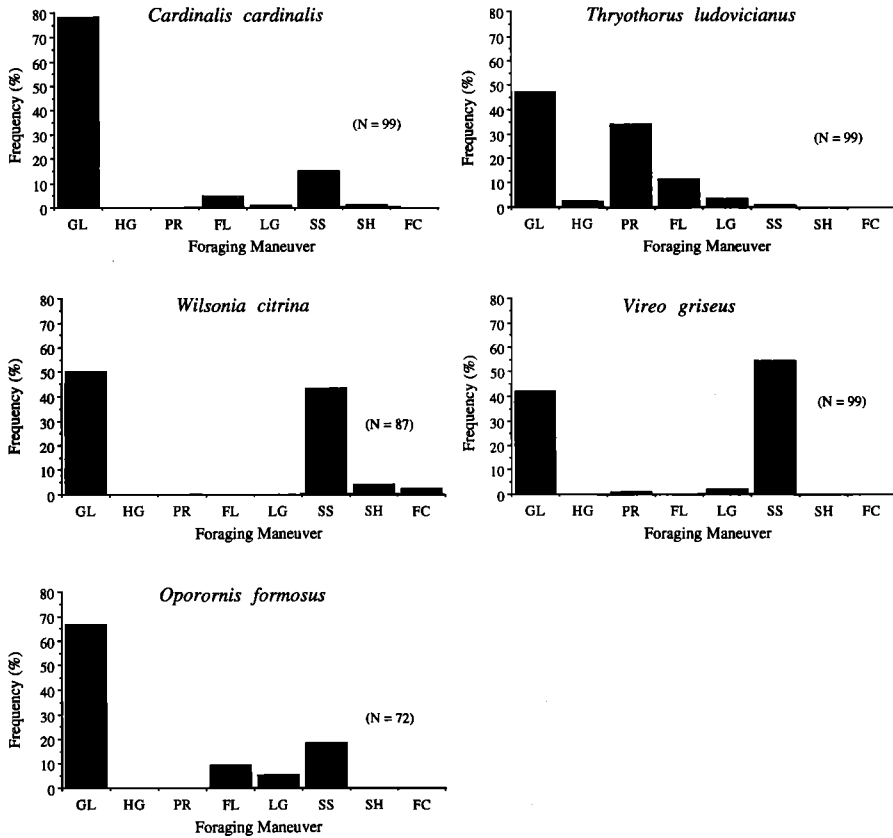 Cardinalis cardinalis
Frequency (%)
80
70
60
50
40
30
20
10
0
(N = 99)
GL HG PR FL LG SS SH FC
Foraging Maneuver
Thryothorus ludovicianus
Frequency (%)
80
70
60
50
40
30
20
10
0
(N = 99)
GL HG PR FL LG SS SH FC
Foraging Maneuver
Wilsonia citrina
Frequency (%)
80
70
60
50
40
30
20
10
0
(N = 87)
GL HG PR FL LG SS SH FC
Foraging Maneuver
Vireo griseus
Frequency (%)
80
70
60
50
40
30
20
10
0
(N = 99)
GL HG PR FL LG SS SH FC
Foraging Maneuver
Oporornis formosus
Frequency (%)
80
70
60
50
40
30
20
10
0
(N = 72)
GL HG PR FL LG SS SH FC
Foraging Maneuver